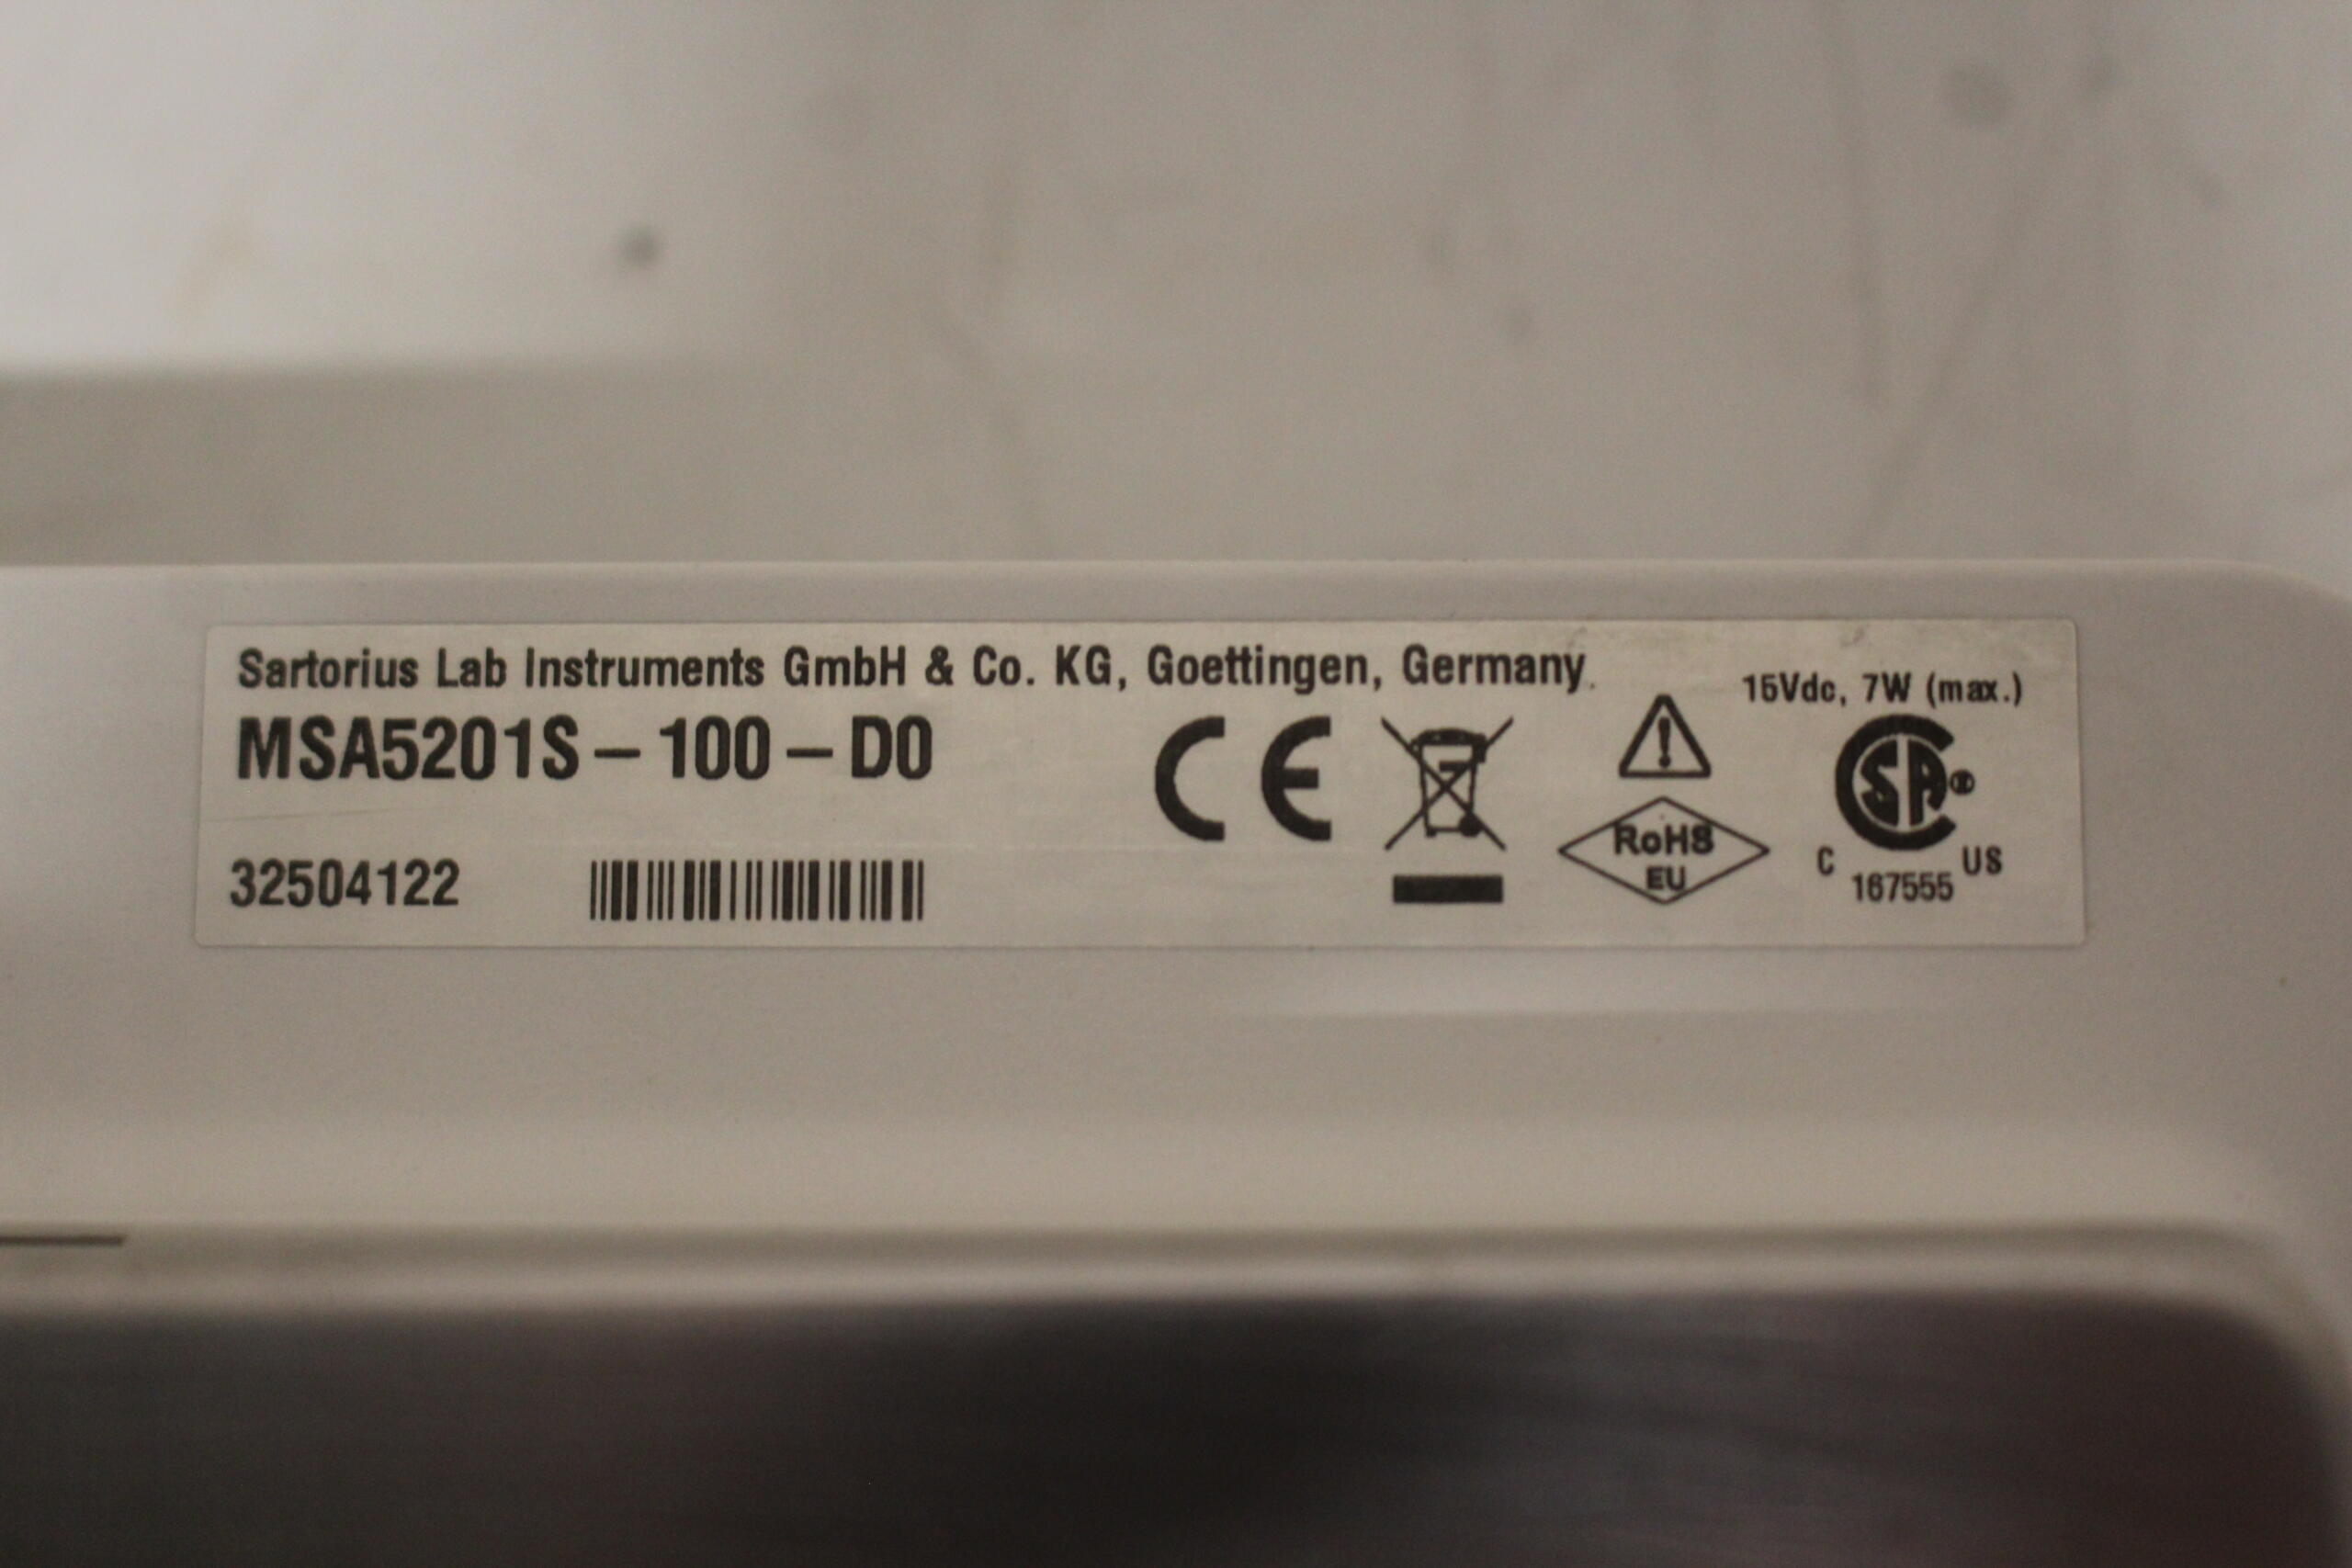 Sartorius Lab Instruments GmbH & Co. KG, Goettingen, Germany
15Vdc, 7W (max.)
MSA5201S-100-D0
CE
RoHS
EU
SA®
C US
167555
32504122